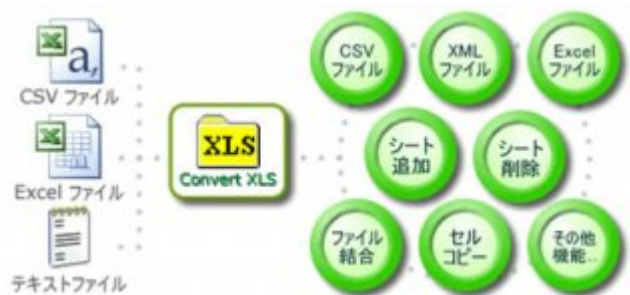 a,
CSV ファイル
Excel ファイル
テキストファイル
XLS
Convert XLS
CSV
ファイル
XML
ファイル
Excel
ファイル
シート
追加
シート
削除
ファイル
結合
セル
コピー
その他
機能...